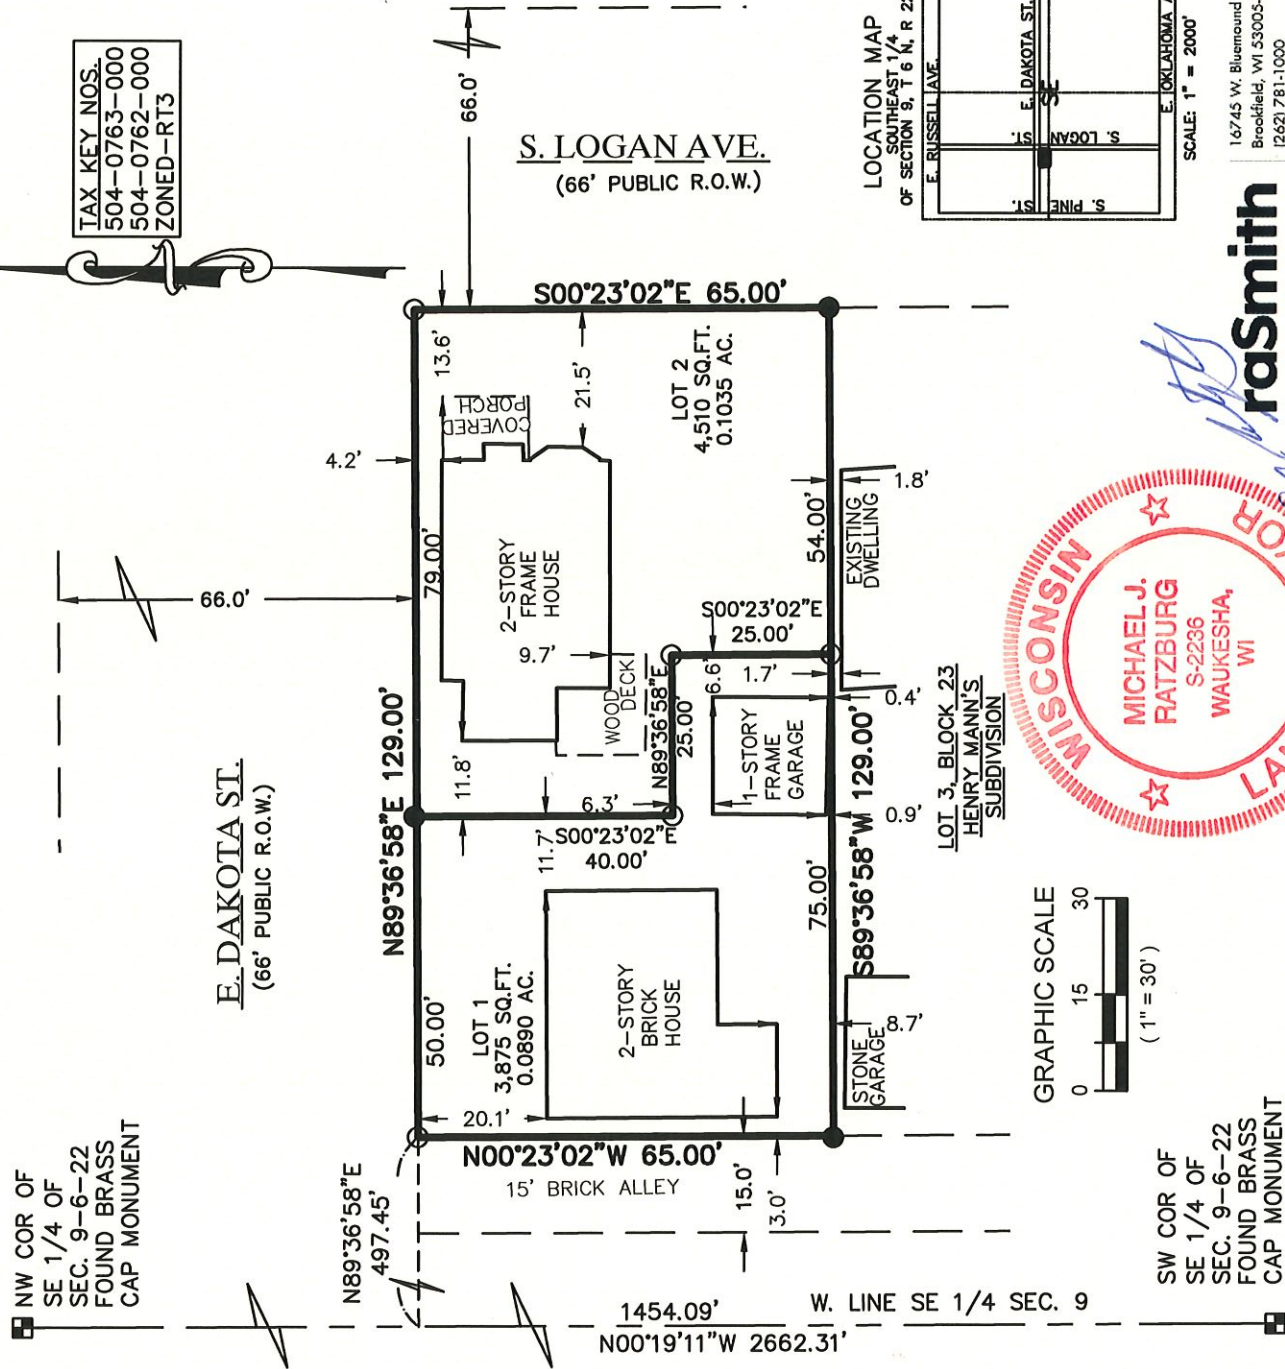 NW COR OF
SE 1/4 OF
SEC. 9-6-22
FOUND BRASS
CAP MONUMENT
TAX KEY NOS.
504-0763-000
504-0762-000
ZONED-RT3
E. DAKOTA ST.
(66' PUBLIC R.O.W.)
66.0'
66.0'
S. LOGAN AVE.
(66' PUBLIC R.O.W.)
N89°36'58"E
497.45'
N89°36'58"E 129.00'
50.00'
79.00'
4.2'
13.6'
S00°23'02"E 65.00'
21.5'
COVERED
PORCH
LOT 2
4,510 SQ.FT.
0.1035 AC.
2-STORY
FRAME
HOUSE
9.7'
WOOD
DECK
11.8'
6.3'
11.7'
S00°23'02"E
40.00'
N89°36'58"E
25.00'
S00°23'02"E
25.00'
6.6'
1.7'
1-STORY
FRAME
GARAGE
54.00'
EXISTING
DWELLING
1.8'
0.4'
0.9'
LOT 1
3,875 SQ.FT.
0.0890 AC.
20.1'
2-STORY
BRICK
HOUSE
75.00'
S89°36'58"W 129.00'
STONE
GARAGE
8.7'
N00°23'02"W 65.00'
15' BRICK ALLEY
15.0'
3.0'
1454.09'
N00°19'11"W 2662.31'
W. LINE SE 1/4 SEC. 9
LOT 3, BLOCK 23
HENRY MANN'S
SUBDIVISION
GRAPHIC SCALE
0 15 30
( 1" = 30' )
SW COR OF
SE 1/4 OF
SEC. 9-6-22
FOUND BRASS
CAP MONUMENT
LOCATION MAP
SOUTHEAST 1/4
OF SECTION 9, T 6 N, R
E. RUSSELL AVE.
E. DAKOTA ST.
SE
S. LOGAN ST.
S. PINE ST.
E. OKLAHOMA
SCALE: 1" = 2000'
WISCONSIN
MICHAEL J.
RATZBURG
S-2236
WAUKESHA,
WI
raSmith
16745 W. Bluemound
Brookfield, WI 53005-
(262) 781-1000